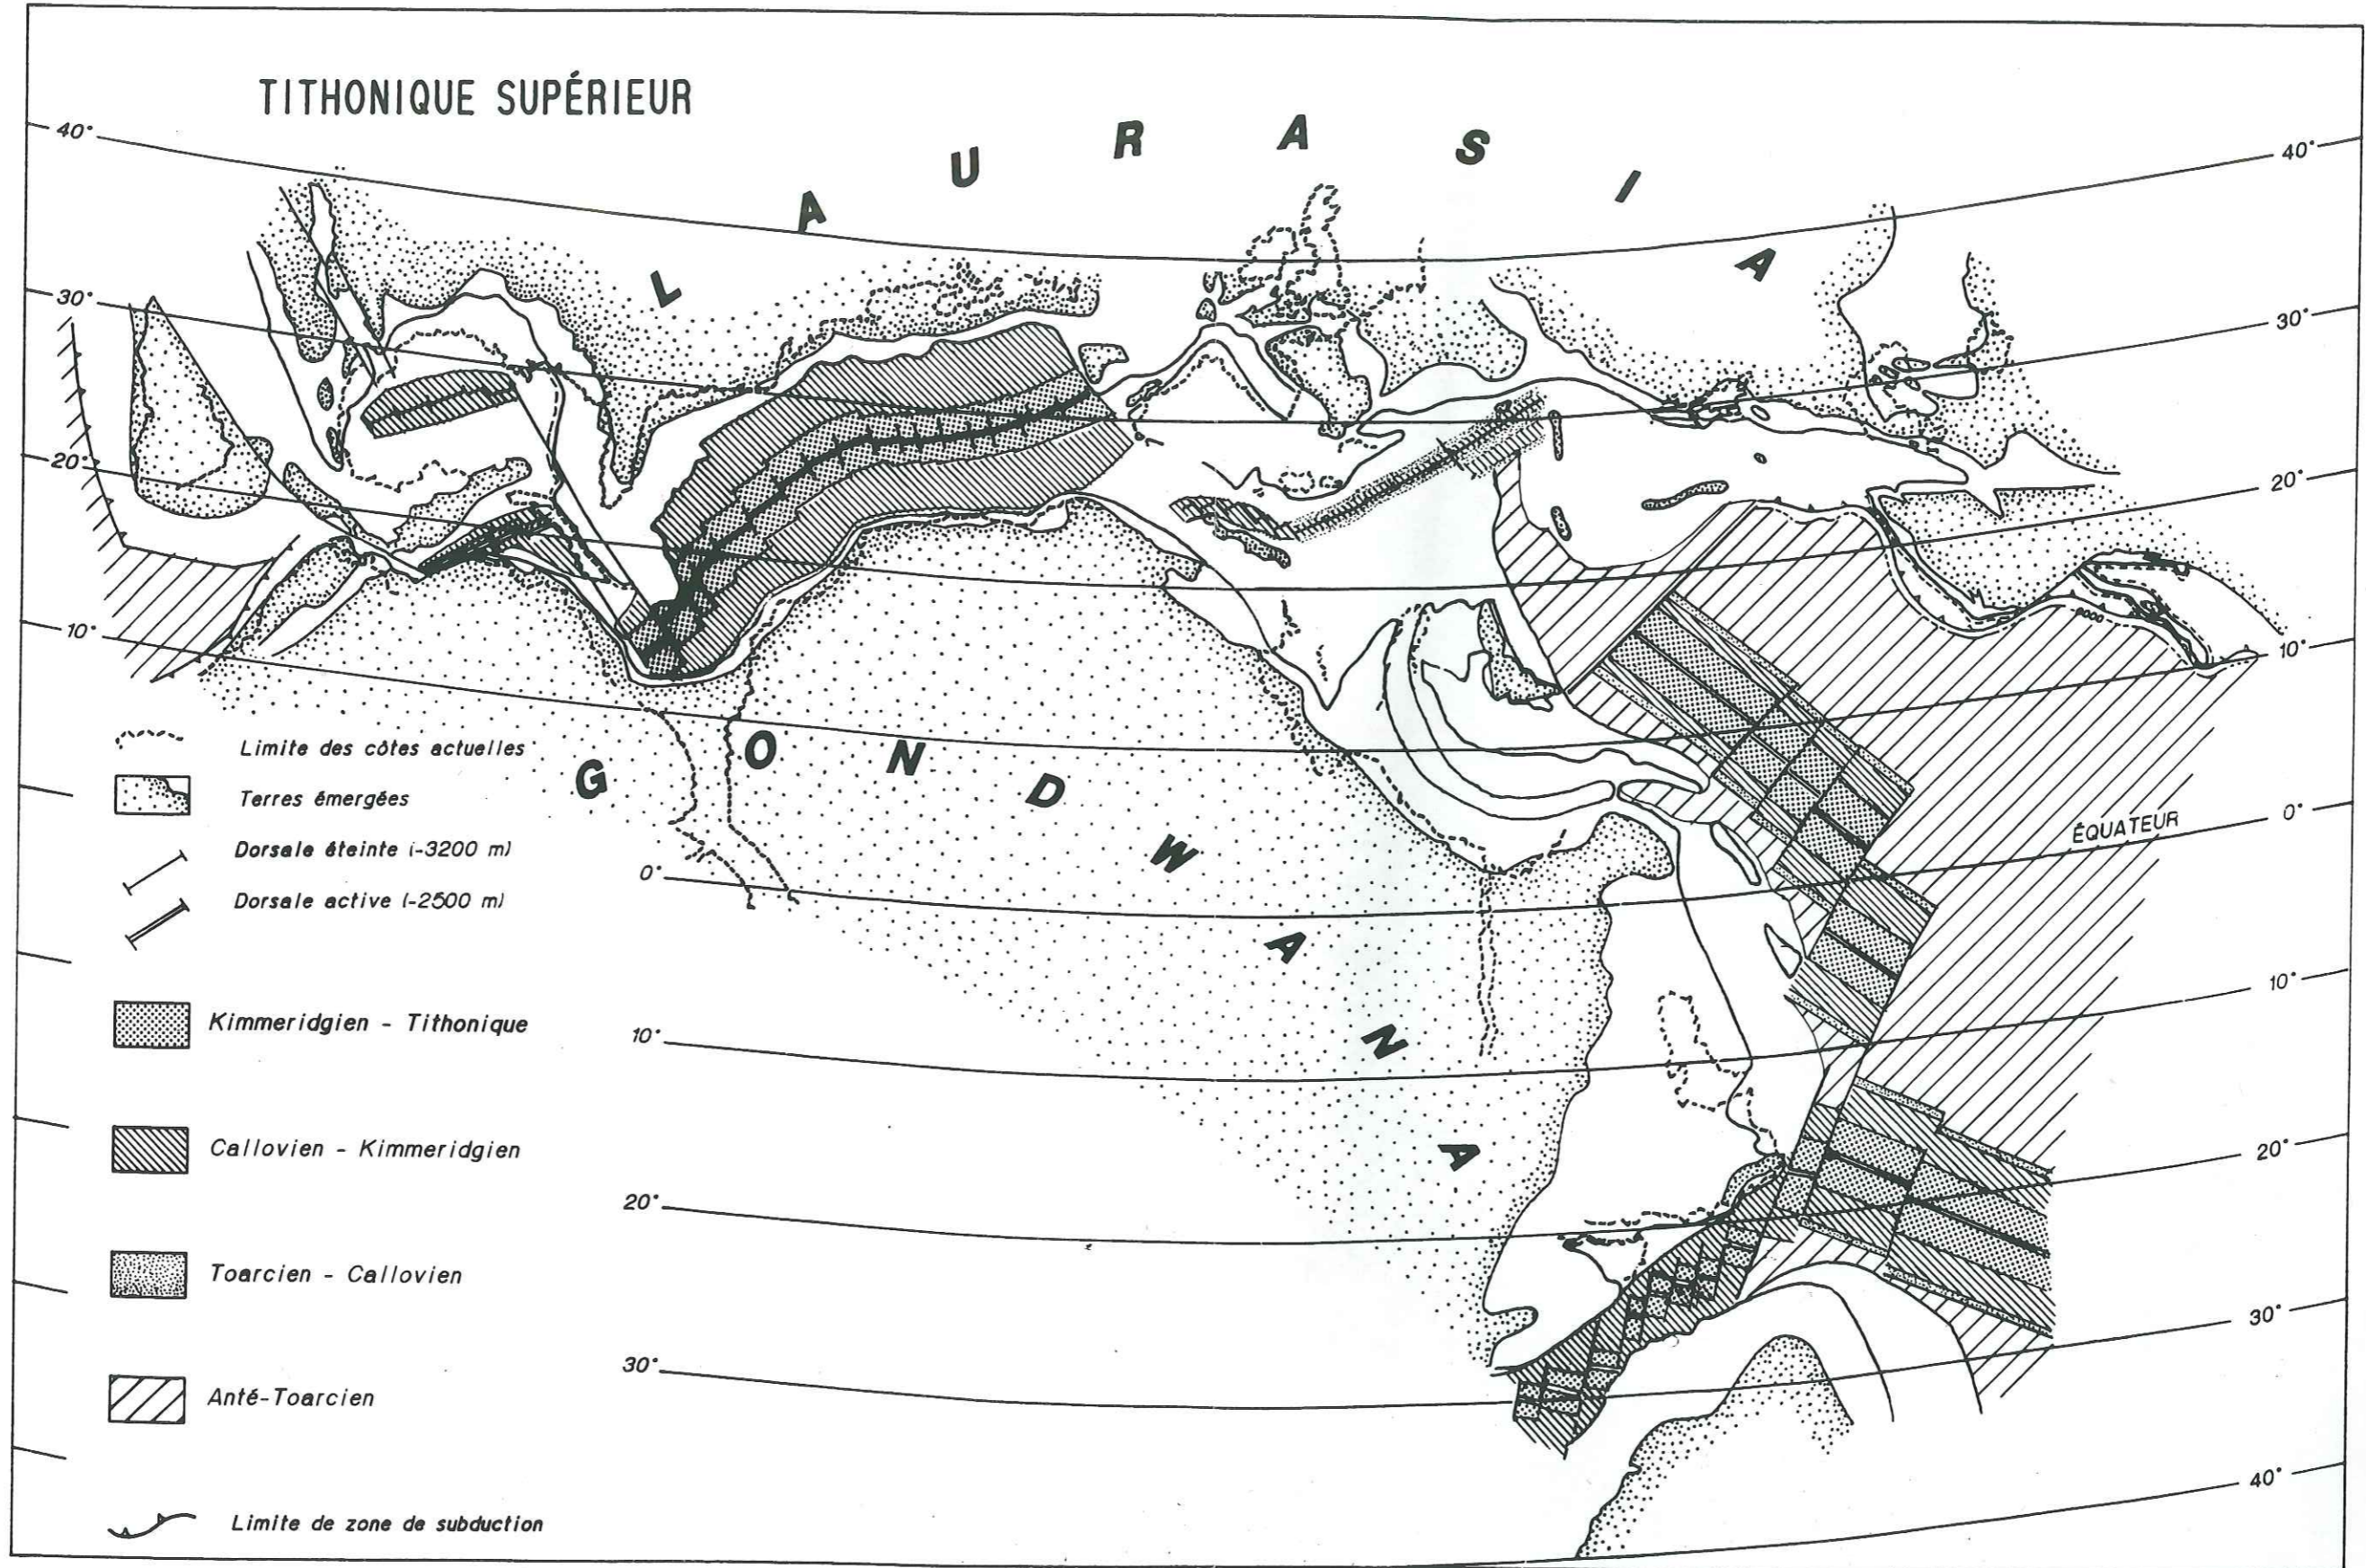 TITHONIQUE SUPÉRIEUR
40°
40°
L A U R A S I A
30°
30°
20°
20°
10°
10°
G O N D W A N A
Limite des côtes actuelles
Terres émergées
Dorsale éteinte (-3200 m)
Dorsale active (-2500 m)
ÉQUATEUR
0°
0°
10°
10°
Kimmeridgien - Tithonique
Callovien - Kimmeridgien
20°
20°
Toarcien - Callovien
30°
30°
Anté-Toarcien
40°
Limite de zone de subduction